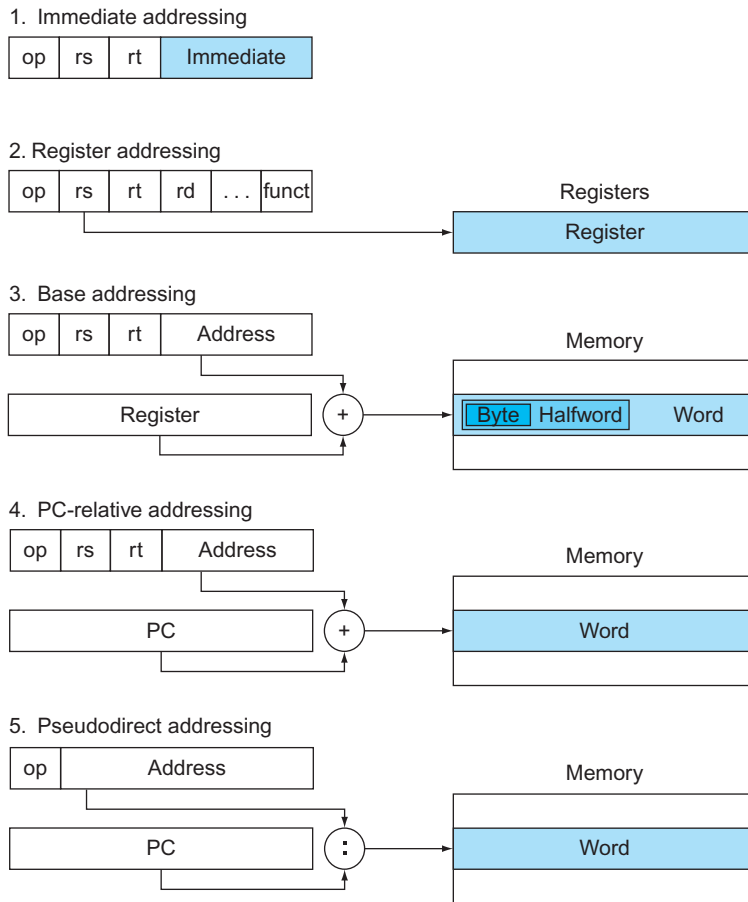 1. Immediate addressing
op rs rt Immediate
2. Register addressing
op rs rt rd . . . funct
Registers
Register
3. Base addressing
op rs rt Address
Memory
Register + Byte Halfword Word
4. PC-relative addressing
op rs rt Address
Memory
PC + Word
5. Pseudodirect addressing
op Address
Memory
PC : Word